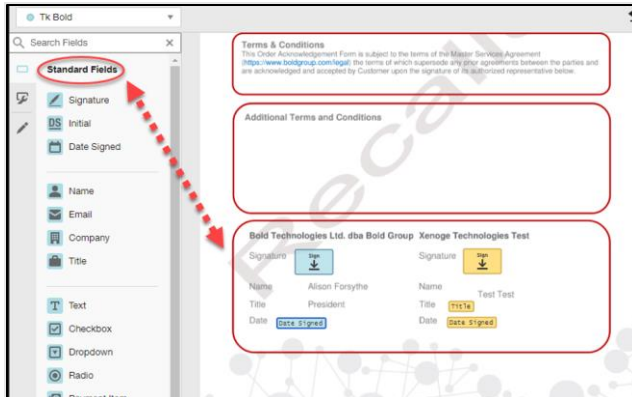 Tk Bold
Search Fields
Standard Fields
Signature
DS Initial
Date Signed
Name
Email
Company
Title
T Text
Checkbox
Dropdown
Radio
Payment Item
Terms & Conditions
This Order Acknowledgement Form is subject to the terms of the Master Services Agreement
(https://www.boldgroup.com/legal) the terms of which supersede any prior agreements between the parties and
are acknowledged and accepted by Customer upon the signature of its authorized representative below.
Additional Terms and Conditions
Bold Technologies Ltd. dba Bold Group Xenoge Technologies Test
Signature Sign Signature Sign
Name Alison Forsythe Name Test Test
Title President Title Title
Date Date Signed Date Date Signed